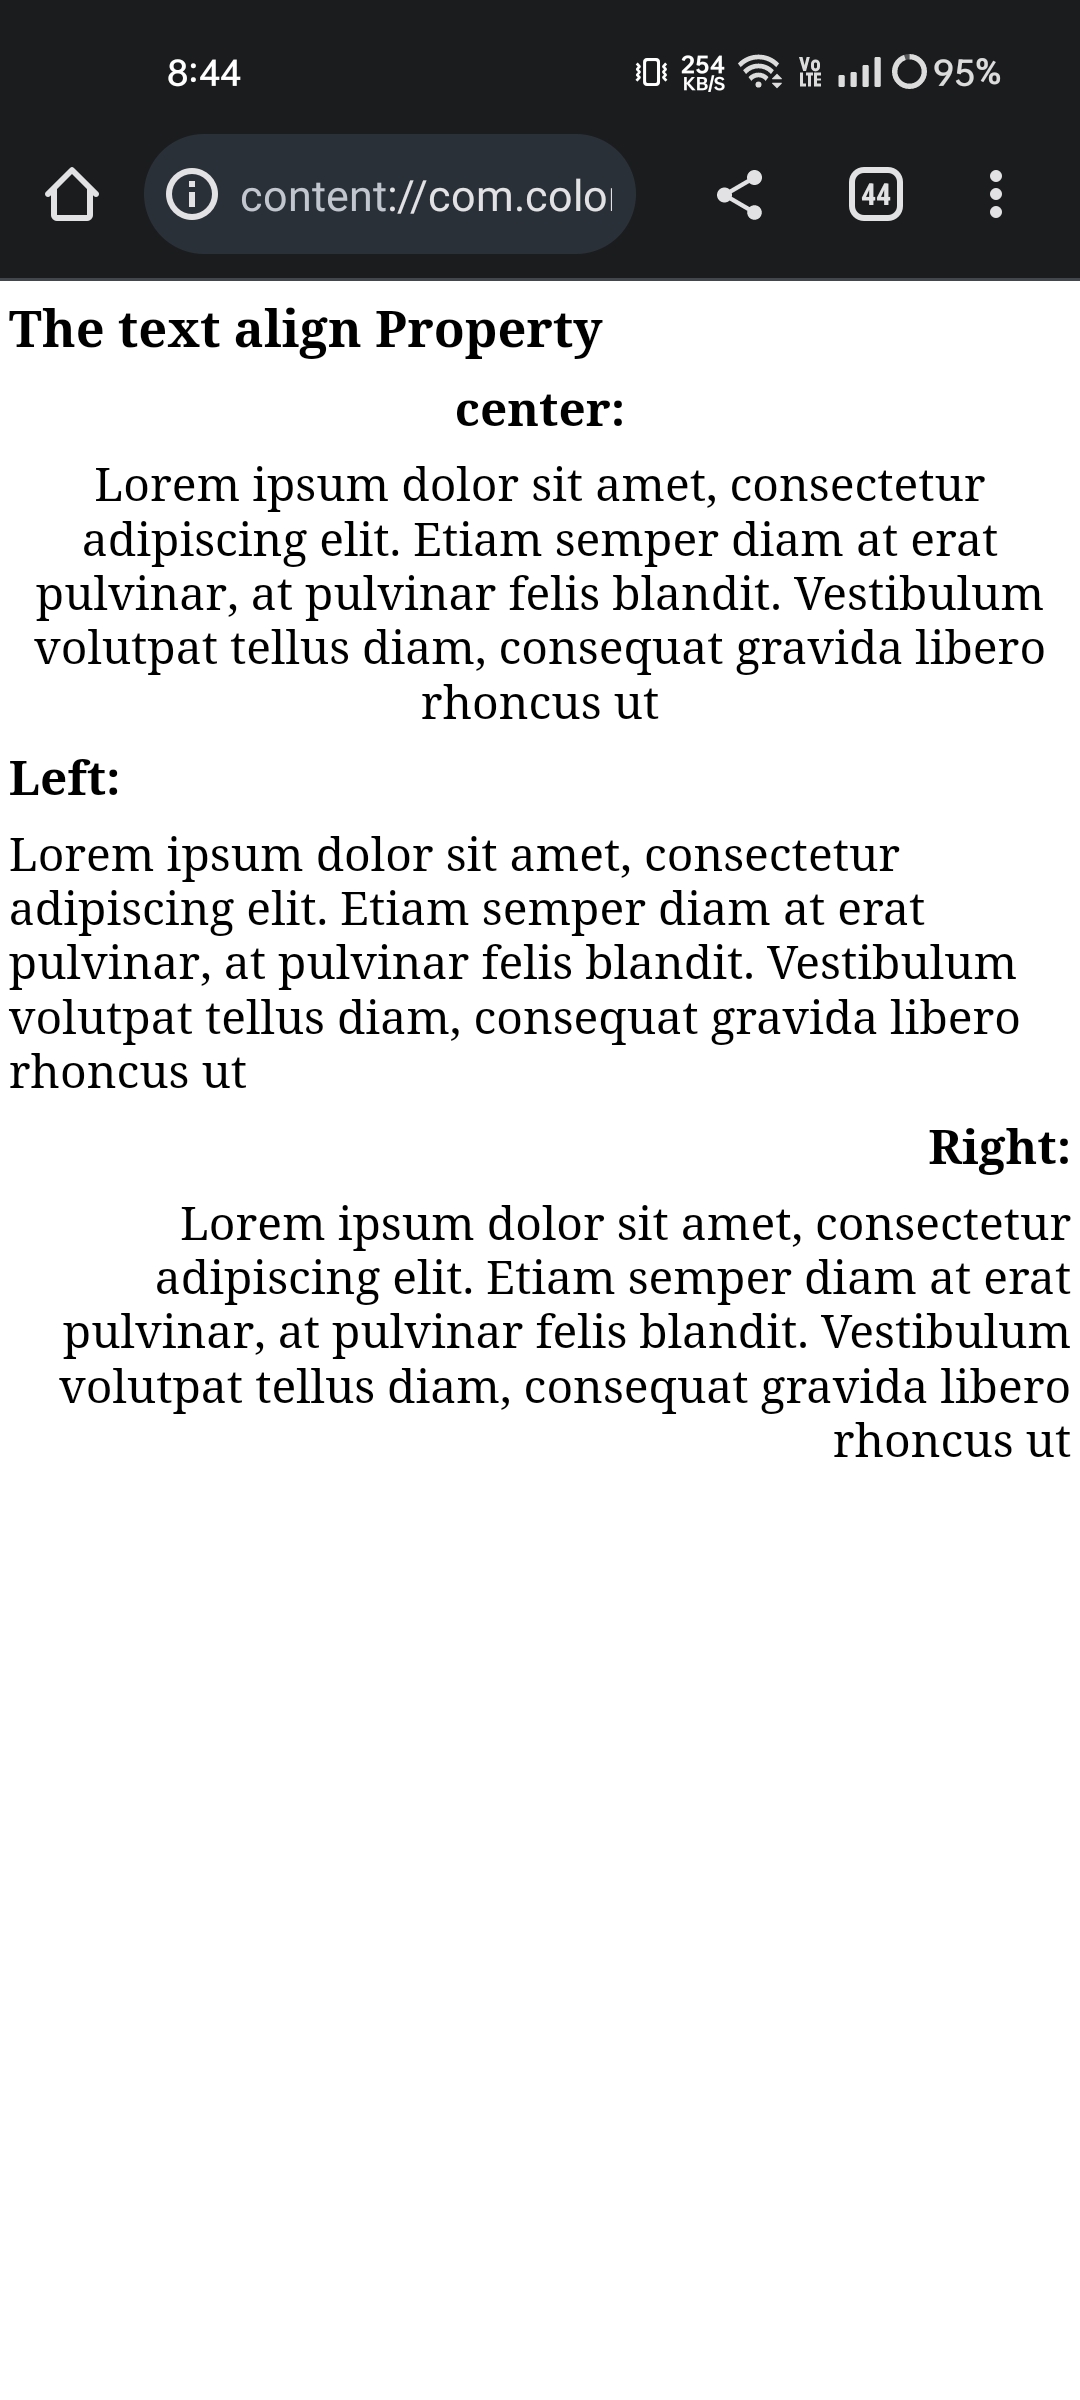 8:44
254
KB/S
Vo
LTE
95%
content://com.colo
44
The text align Property
center:
Lorem ipsum dolor sit amet, consectetur
adipiscing elit. Etiam semper diam at erat
pulvinar, at pulvinar felis blandit. Vestibulum
volutpat tellus diam, consequat gravida libero
rhoncus ut
Left:
Lorem ipsum dolor sit amet, consectetur
adipiscing elit. Etiam semper diam at erat
pulvinar, at pulvinar felis blandit. Vestibulum
volutpat tellus diam, consequat gravida libero
rhoncus ut
Right:
Lorem ipsum dolor sit amet, consectetur
adipiscing elit. Etiam semper diam at erat
pulvinar, at pulvinar felis blandit. Vestibulum
volutpat tellus diam, consequat gravida libero
rhoncus ut